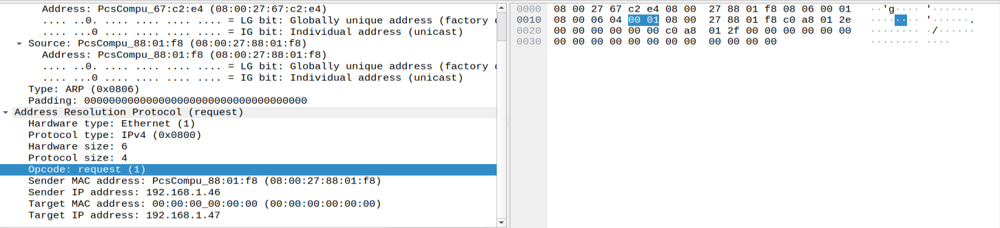 Address: PcsCompu_67:c2:e4 (08:00:27:67:c2:e4)
.... ..0. .... .... .... .... = LG bit: Globally unique address (factory
.... ...0 .... .... .... .... = IG bit: Individual address (unicast)
Source: PcsCompu_88:01:f8 (08:00:27:88:01:f8)
Address: PcsCompu_88:01:f8 (08:00:27:88:01:f8)
.... ..0. .... .... .... .... = LG bit: Globally unique address (factory
.... ...0 .... .... .... .... = IG bit: Individual address (unicast)
Type: ARP (0x0806)
Padding: 000000000000000000000000000000000000
Address Resolution Protocol (request)
Hardware type: Ethernet (1)
Protocol type: IPv4 (0x0800)
Hardware size: 6
Protocol size: 4
Opcode: request (1)
Sender MAC address: PcsCompu_88:01:f8 (08:00:27:88:01:f8)
Sender IP address: 192.168.1.46
Target MAC address: 00:00:00_00:00:00 (00:00:00:00:00:00)
Target IP address: 192.168.1.47
0000 08 00 27 67 c2 e4 08 00 27 88 01 f8 08 06 00 01 ··'g···· '·······
0010 08 00 06 04 00 01 08 00 27 88 01 f8 c0 a8 01 2e ········ '······.
0020 00 00 00 00 00 00 c0 a8 01 2f 00 00 00 00 00 00 ········ ·/······
0030 00 00 00 00 00 00 00 00 00 00 00 00 ········ ····